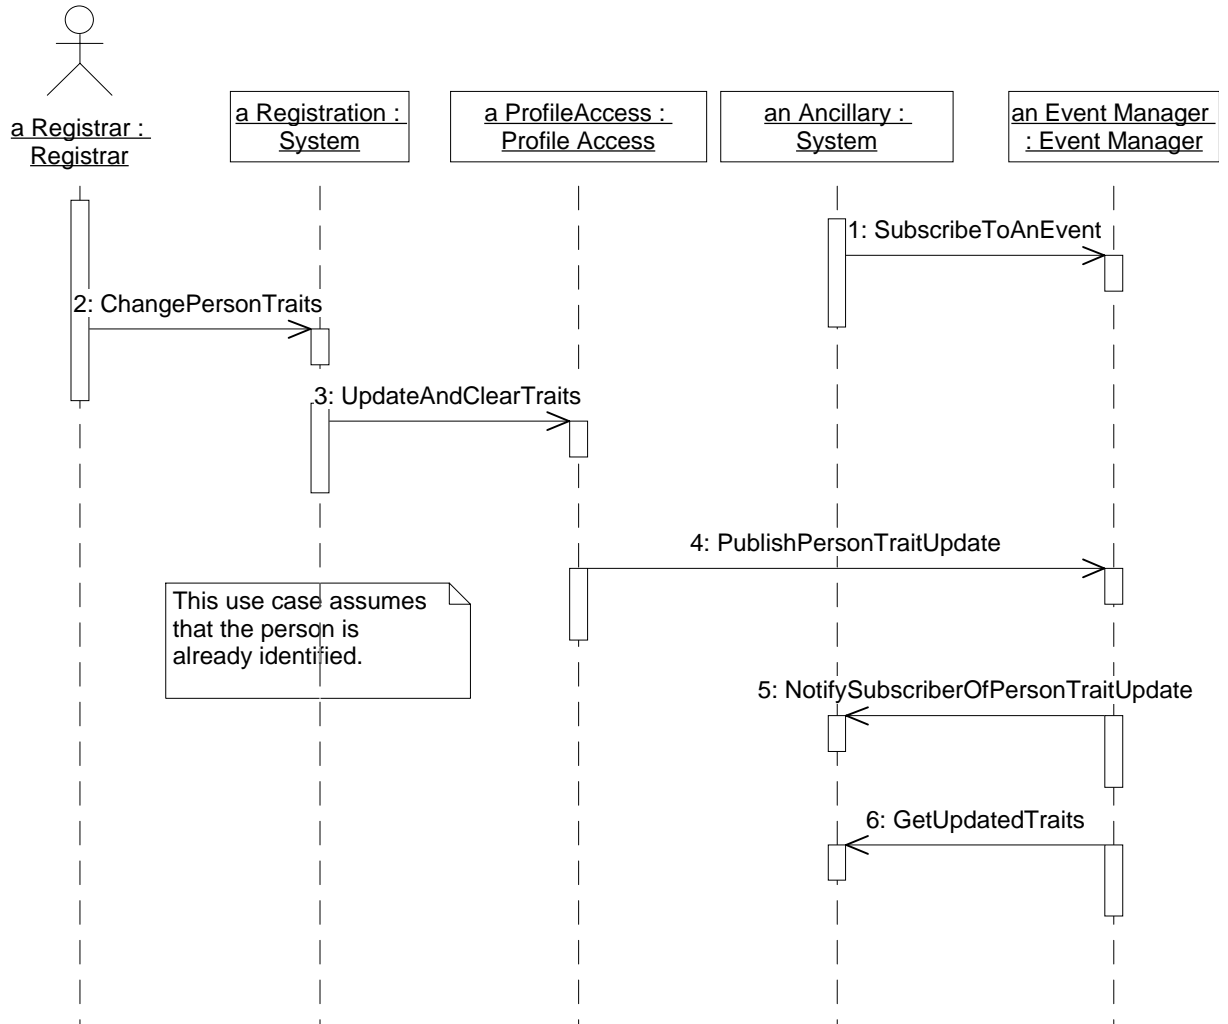 a Registrar :
Registrar
a Registration :
System
a ProfileAccess :
Profile Access
an Ancillary :
System
an Event Manager
: Event Manager
1: SubscribeToAnEvent
2: ChangePersonTraits
3: UpdateAndClearTraits
4: PublishPersonTraitUpdate
This use case assumes
that the person is
already identified.
5: NotifySubscriberOfPersonTraitUpdate
6: GetUpdatedTraits